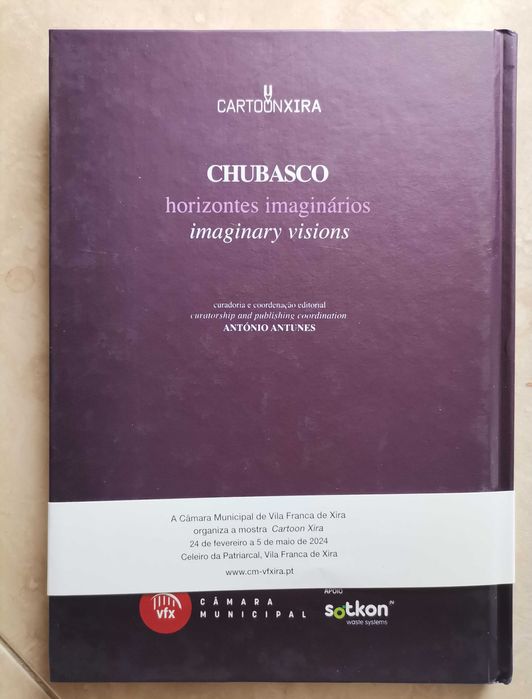 CARTOONXIRA
CHUBASCO
horizontes imaginários
imaginary visions
curadoria e coordenação editorial
curatorship and publishing coordination
ANTÓNIO ANTUNES
A Câmara Municipal de Vila Franca de Xira
organiza a mostra Cartoon Xira
24 de fevereiro a 5 de maio de 2024
Celeiro da Patriarcal, Vila Franca de Xira
www.cm-vfxira.pt
vfx
CÂMARA
MUNICIPAL
APOIO
sotkon IN
waste systems